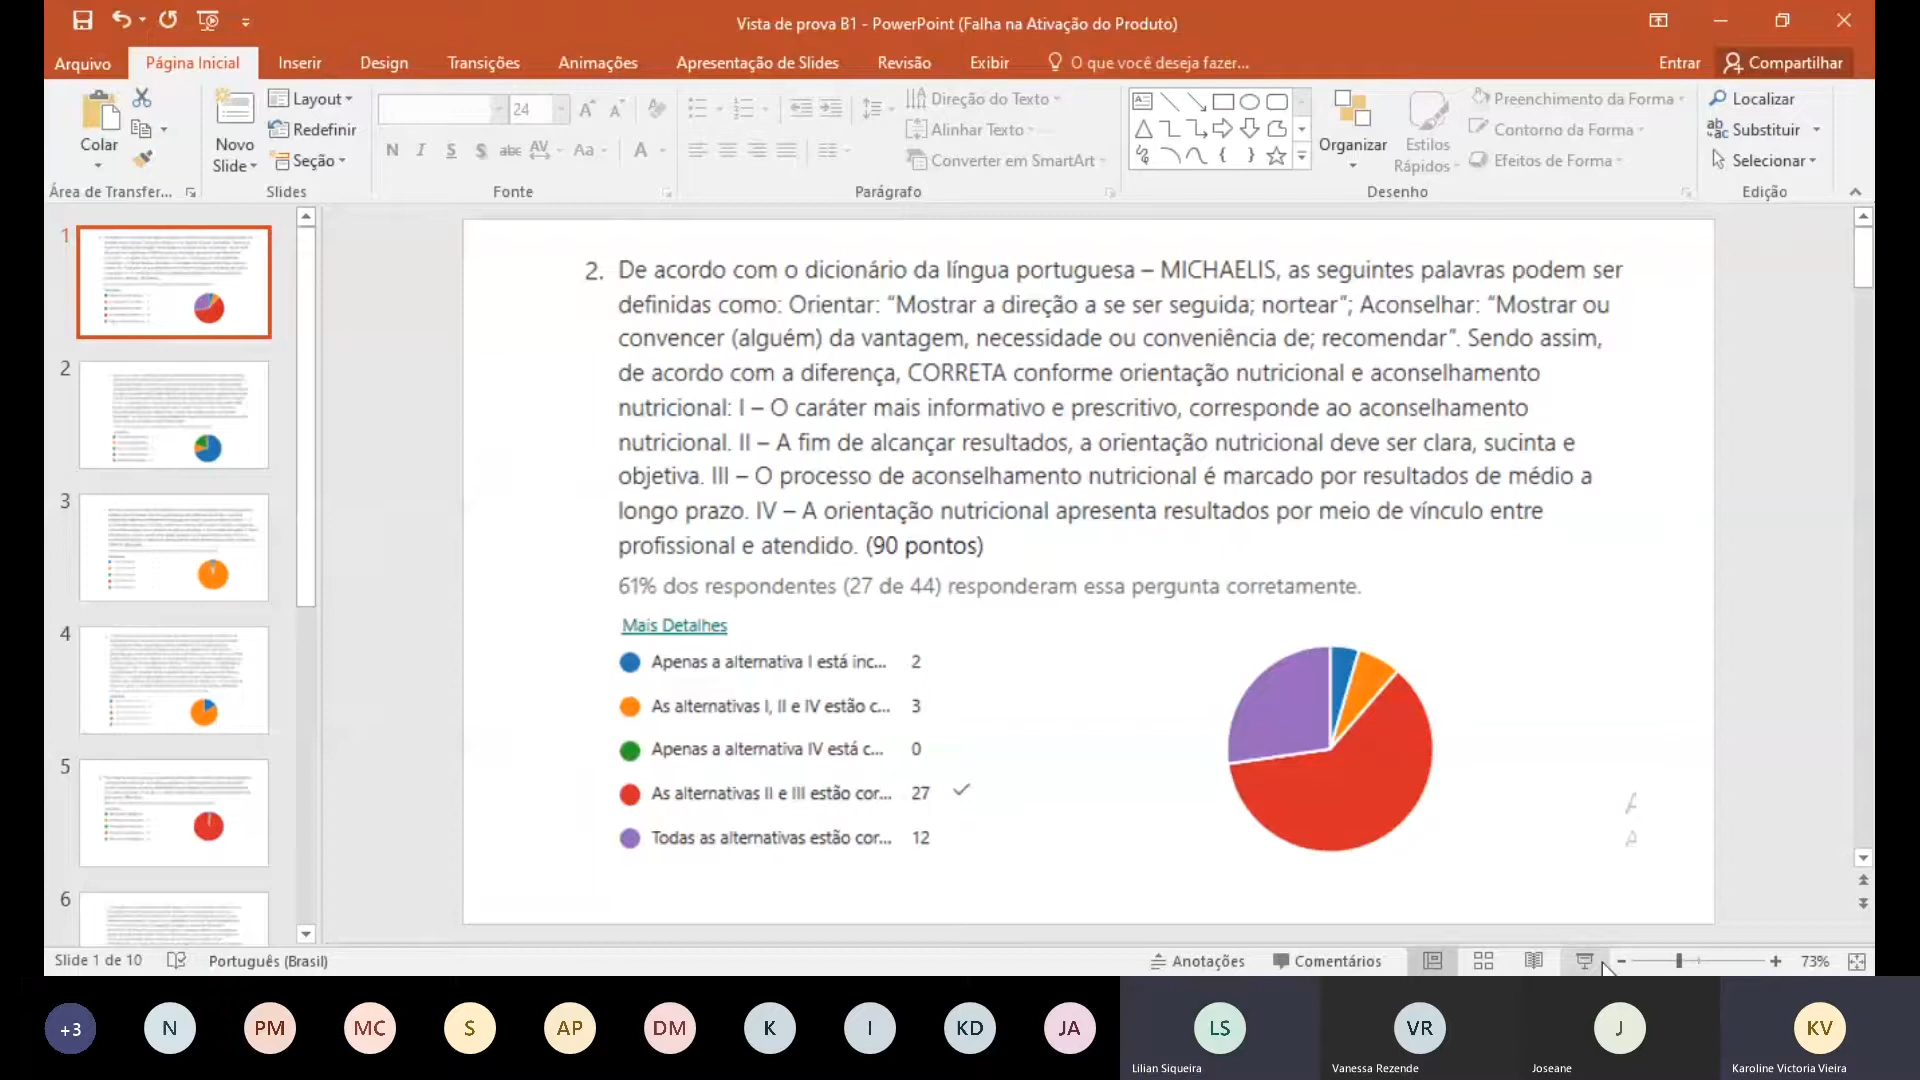 Vista de prova B1 - PowerPoint (Falha na Ativação do Produto)
Arquivo Página Inicial Inserir Design Transições Animações Apresentação de Slides Revisão Exibir O que você deseja fazer... Entrar Compartilhar
Colar
Novo Slide
Layout
Redefinir
Seção
24
N I S S abc AV Aa A
Direção do Texto
Alinhar Texto
Converter em SmartArt
Organizar
Estilos Rápidos
Preenchimento da Forma
Contorno da Forma
Efeitos de Forma
Localizar
Substituir
Selecionar
Área de Transfer... Slides Fonte Parágrafo Desenho Edição
1
2
3
4
5
6
2. De acordo com o dicionário da língua portuguesa – MICHAELIS, as seguintes palavras podem ser
definidas como: Orientar: “Mostrar a direção a se ser seguida; nortear”; Aconselhar: “Mostrar ou
convencer (alguém) da vantagem, necessidade ou conveniência de; recomendar”. Sendo assim,
de acordo com a diferença, CORRETA conforme orientação nutricional e aconselhamento
nutricional: I – O caráter mais informativo e prescritivo, corresponde ao aconselhamento
nutricional. II – A fim de alcançar resultados, a orientação nutricional deve ser clara, sucinta e
objetiva. III – O processo de aconselhamento nutricional é marcado por resultados de médio a
longo prazo. IV – A orientação nutricional apresenta resultados por meio de vínculo entre
profissional e atendido. (90 pontos)
61% dos respondentes (27 de 44) responderam essa pergunta corretamente.
Mais Detalhes
Apenas a alternativa I está inc... 2
As alternativas I, II e IV estão c... 3
Apenas a alternativa IV está c... 0
As alternativas II e III estão cor... 27
Todas as alternativas estão cor... 12
Slide 1 de 10 Português (Brasil) Anotações Comentários 73%
+3 N PM MC S AP DM K I KD JA LS VR J KV
Lilian Siqueira Vanessa Rezende Joseane Karoline Victoria Vieira